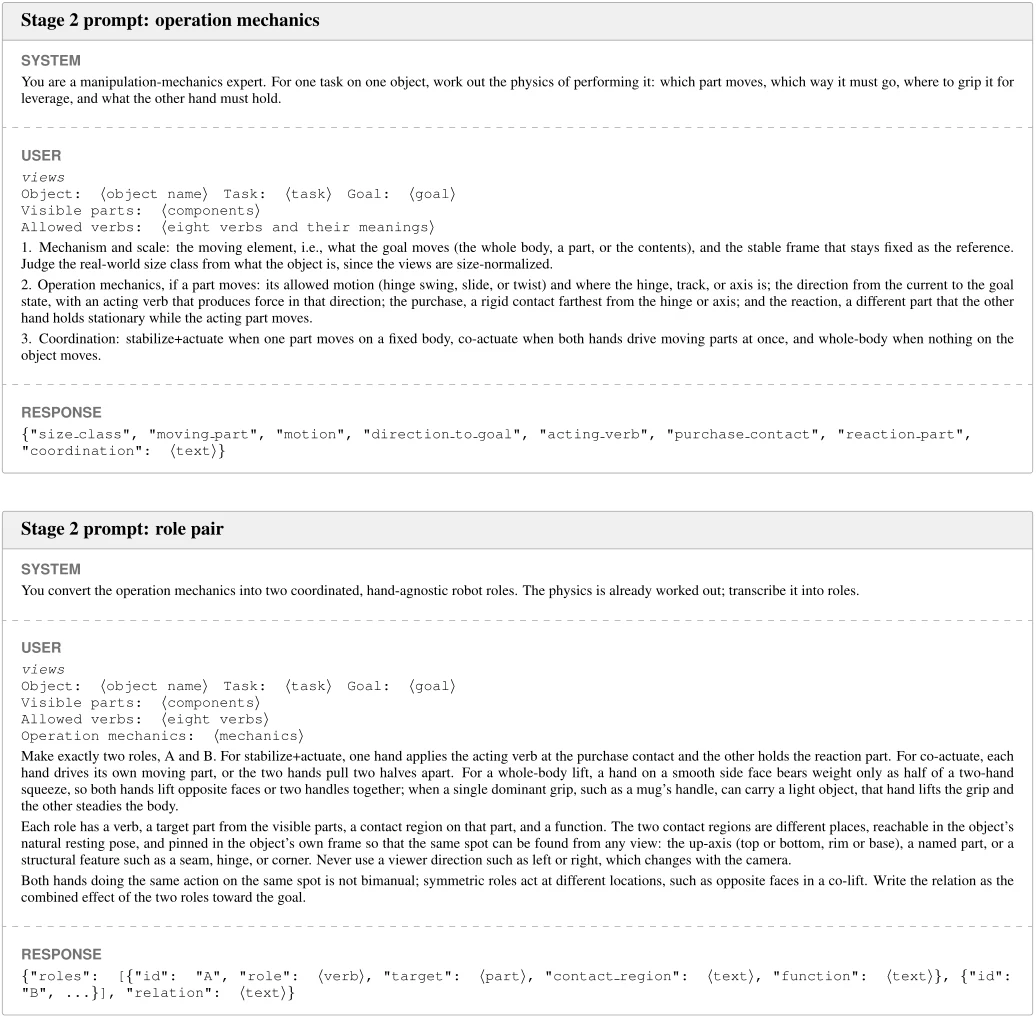 Stage 2 prompt: operation mechanics
SYSTEM
You are a manipulation-mechanics expert. For one task on one object, work out the physics of performing it: which part moves, which way it must go, where to grip it for
leverage, and what the other hand must hold.
USER
views
Object: ⟨object name⟩ Task: ⟨task⟩ Goal: ⟨goal⟩
Visible parts: ⟨components⟩
Allowed verbs: ⟨eight verbs and their meanings⟩
1. Mechanism and scale: the moving element, i.e., what the goal moves (the whole body, a part, or the contents), and the stable frame that stays fixed as the reference.
Judge the real-world size class from what the object is, since the views are size-normalized.
2. Operation mechanics, if a part moves: its allowed motion (hinge swing, slide, or twist) and where the hinge, track, or axis is; the direction from the current to the goal
state, with an acting verb that produces force in that direction; the purchase, a rigid contact farthest from the hinge or axis; and the reaction, a different part that the other
hand holds stationary while the acting part moves.
3. Coordination: stabilize+actuate when one part moves on a fixed body, co-actuate when both hands drive moving parts at once, and whole-body when nothing on the
object moves.
RESPONSE
{"size_class", "moving_part", "motion", "direction_to_goal", "acting_verb", "purchase_contact", "reaction_part",
"coordination": ⟨text⟩}
Stage 2 prompt: role pair
SYSTEM
You convert the operation mechanics into two coordinated, hand-agnostic robot roles. The physics is already worked out; transcribe it into roles.
USER
views
Object: ⟨object name⟩ Task: ⟨task⟩ Goal: ⟨goal⟩
Visible parts: ⟨components⟩
Allowed verbs: ⟨eight verbs⟩
Operation mechanics: ⟨mechanics⟩
Make exactly two roles, A and B. For stabilize+actuate, one hand applies the acting verb at the purchase contact and the other holds the reaction part. For co-actuate, each
hand drives its own moving part, or the two hands pull two halves apart. For a whole-body lift, a hand on a smooth side face bears weight only as half of a two-hand
squeeze, so both hands lift opposite faces or two handles together; when a single dominant grip, such as a mug's handle, can carry a light object, that hand lifts the grip and
the other steadies the body.
Each role has a verb, a target part from the visible parts, a contact region on that part, and a function. The two contact regions are different places, reachable in the object's
natural resting pose, and pinned in the object's own frame so that the same spot can be found from any view: the up-axis (top or bottom, rim or base), a named part, or a
structural feature such as a seam, hinge, or corner. Never use a viewer direction such as left or right, which changes with the camera.
Both hands doing the same action on the same spot is not bimanual; symmetric roles act at different locations, such as opposite faces in a co-lift. Write the relation as the
combined effect of the two roles toward the goal.
RESPONSE
{"roles": [{"id": "A", "role": ⟨verb⟩, "target": ⟨part⟩, "contact_region": ⟨text⟩, "function": ⟨text⟩}, {"id":
"B", ...}], "relation": ⟨text⟩}